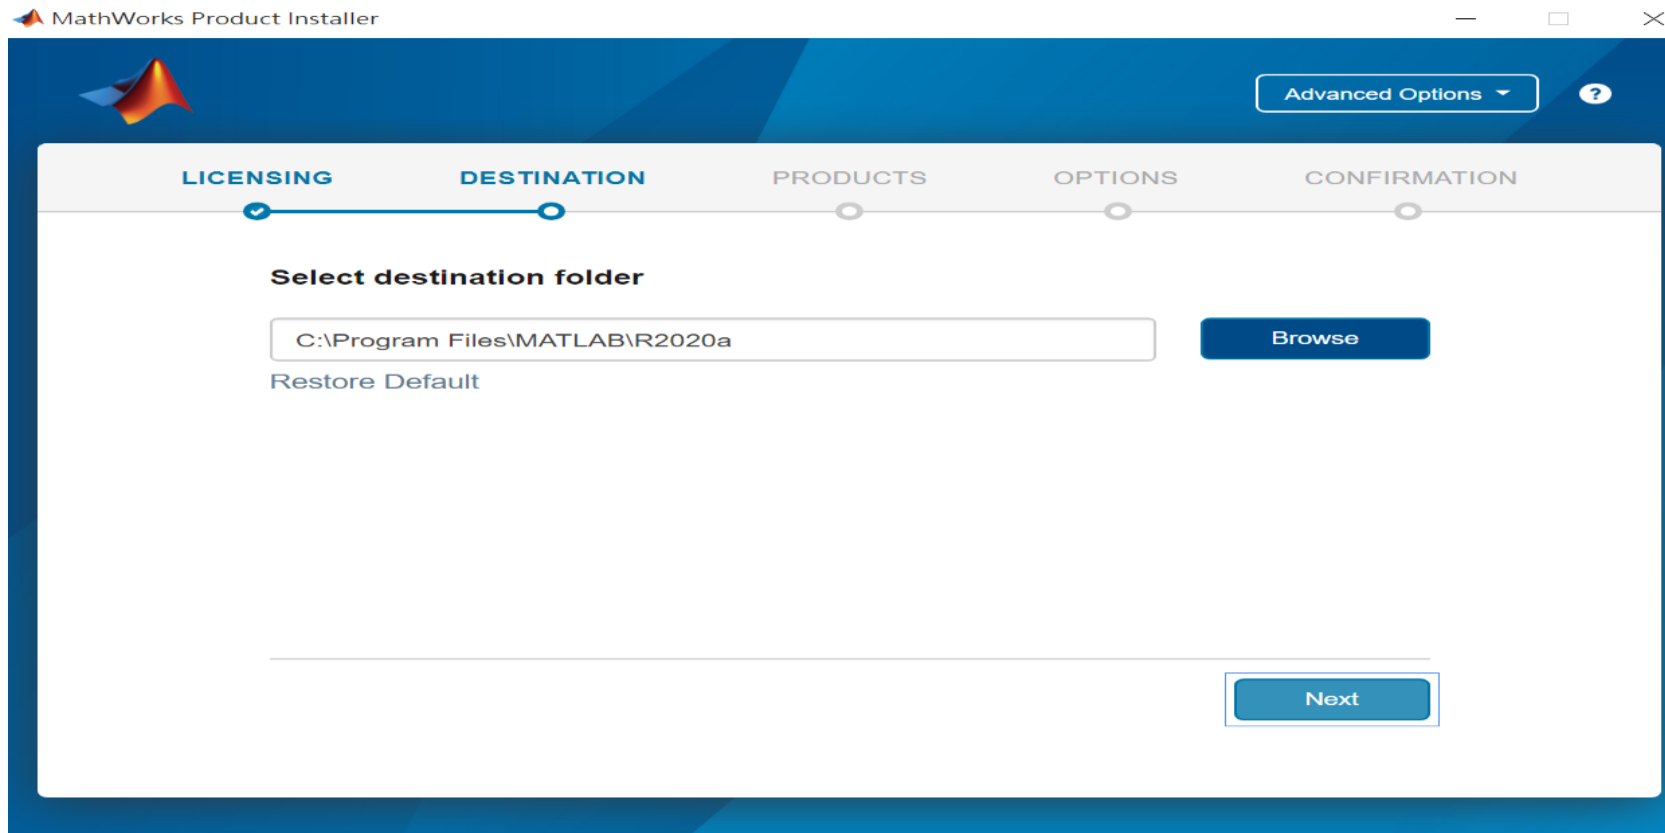 MathWorks Product Installer
Advanced Options
?
LICENSING DESTINATION PRODUCTS OPTIONS CONFIRMATION
Select destination folder
C:\Program Files\MATLAB\R2020a Browse
Restore Default
Next